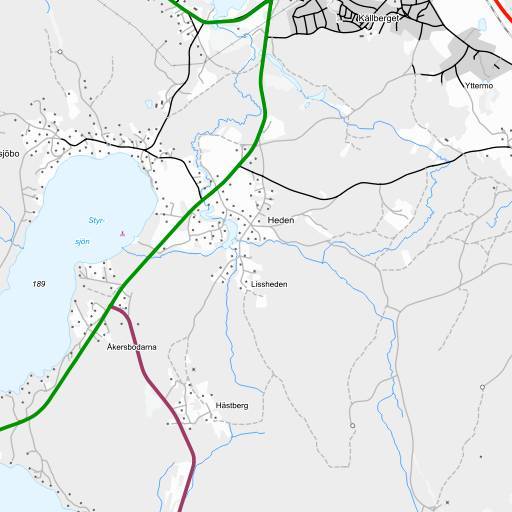 Källberget
Yttermo
sjöbo
Styr-
sjön
Heden
189
Lissheden
Åkersbodarna
Hästberg